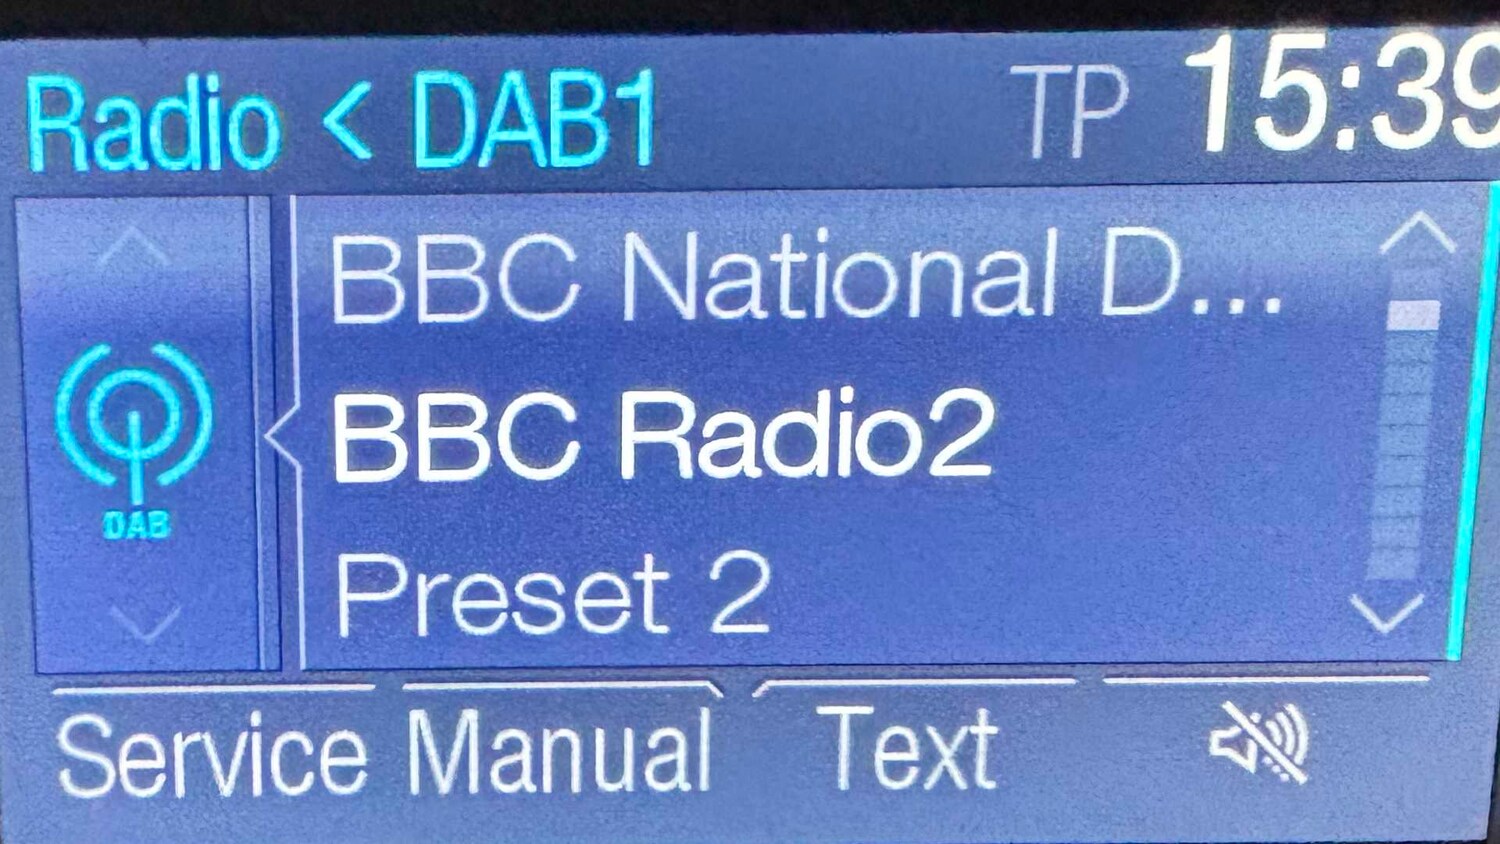 Radio < DAB1 TP 15:39
BBC National D...
BBC Radio2
DAB
Preset 2
Service Manual Text